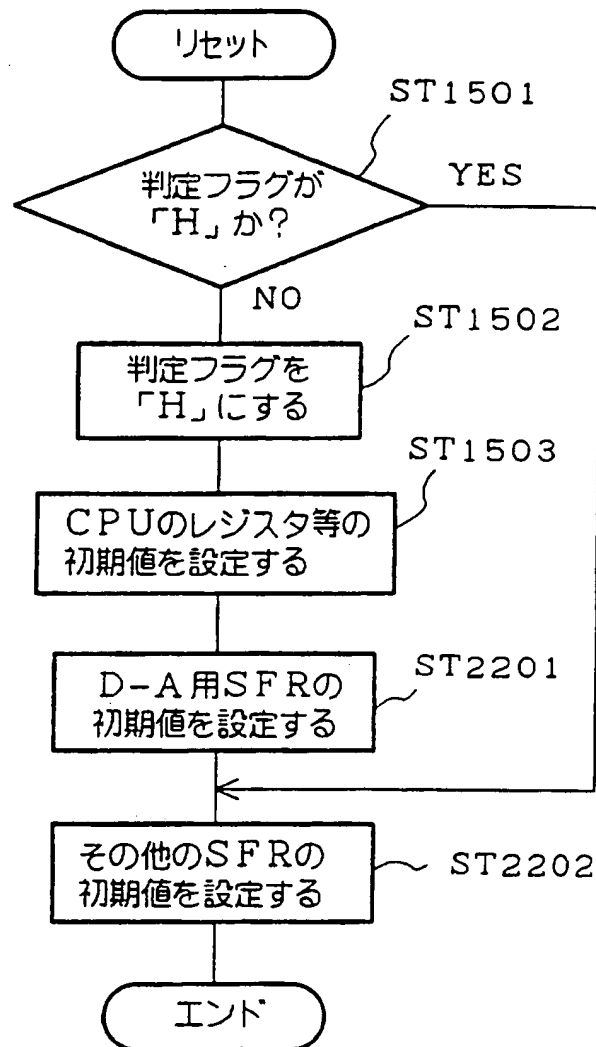 リセット
ST1501
判定フラグが
「H」か?
YES
NO
ST1502
判定フラグを
「H」にする
ST1503
CPUのレジスタ等の
初期値を設定する
ST2201
D-A用SFRの
初期値を設定する
その他のSFRの
初期値を設定する
ST2202
エンド